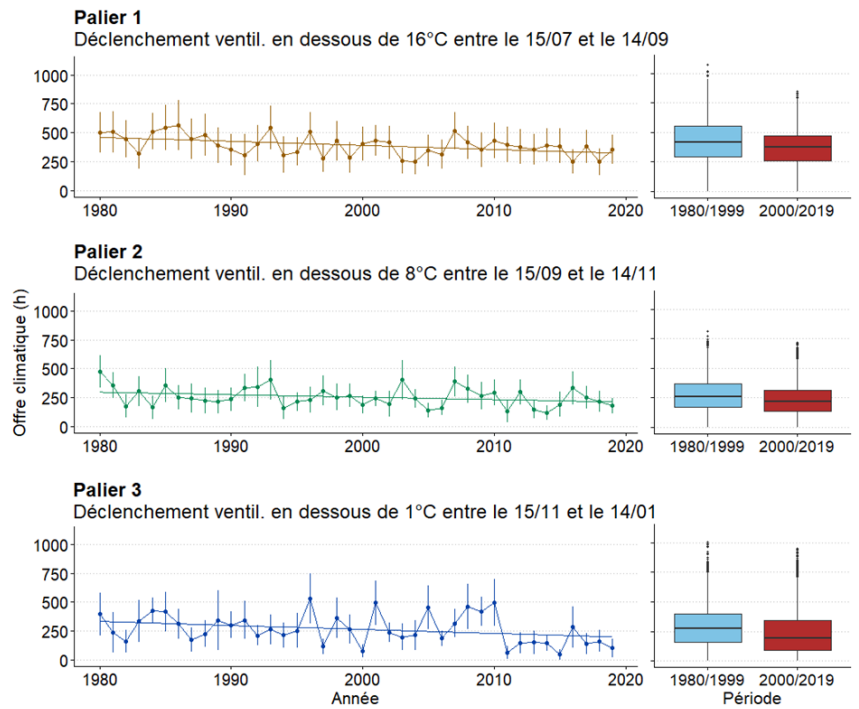 Palier 1
Déclenchement ventil. en dessous de 16°C entre le 15/07 et le 14/09
1000
750
500
250
0
1980 1990 2000 2010 2020 1980/1999 2000/2019
Palier 2
Déclenchement ventil. en dessous de 8°C entre le 15/09 et le 14/11
Offre climatique (h)
1000
750
500
250
0
1980 1990 2000 2010 2020 1980/1999 2000/2019
Palier 3
Déclenchement ventil. en dessous de 1°C entre le 15/11 et le 14/01
1000
750
500
250
0
1980 1990 2000 2010 2020 1980/1999 2000/2019
Année Période